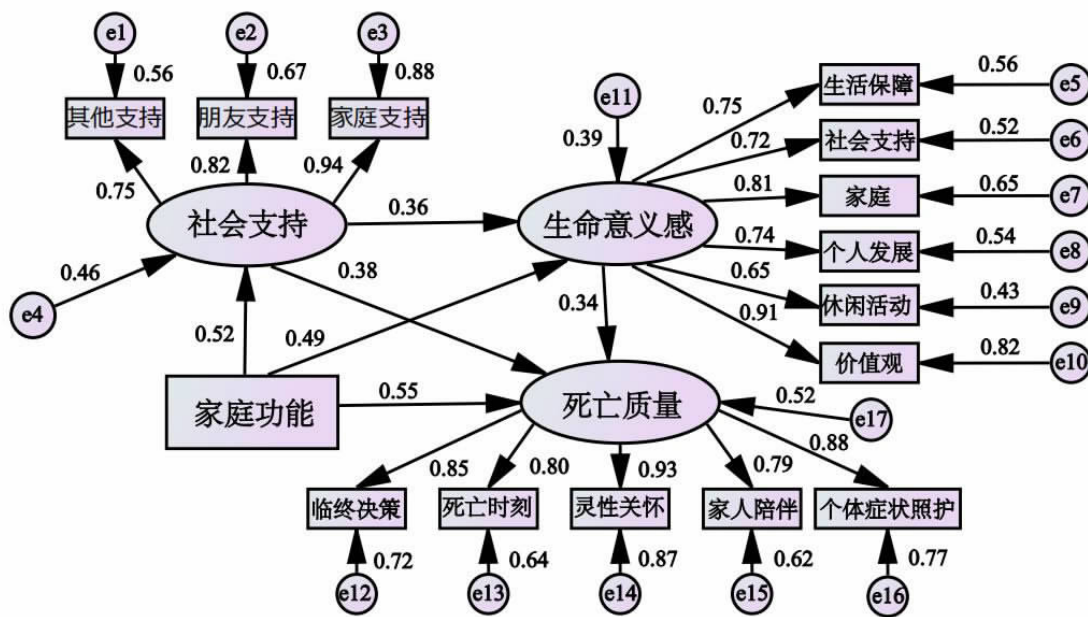 e1
e2
e3
0.56
0.67
0.88
其他支持
朋友支持
家庭支持
0.75
0.82
0.94
社会支持
0.46
e4
0.52
0.36
0.38
0.49
家庭功能
0.55
e11
0.39
生命意义感
0.34
0.75
0.72
0.81
0.74
0.65
0.91
生活保障
0.56
e5
社会支持
0.52
e6
家庭
0.65
e7
个人发展
0.54
e8
休闲活动
0.43
e9
价值观
0.82
e10
死亡质量
0.52
e17
0.85
0.80
0.93
0.79
0.88
临终决策
死亡时刻
灵性关怀
家人陪伴
个体症状照护
0.72
0.64
0.87
0.62
0.77
e12
e13
e14
e15
e16